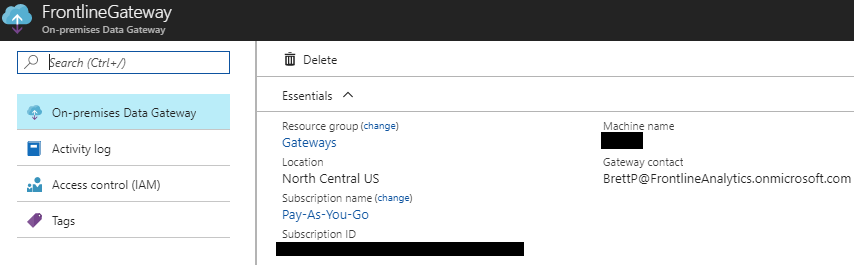 FrontlineGateway
On-premises Data Gateway
Search (Ctrl+/)
On-premises Data Gateway
Activity log
Access control (IAM)
Tags
Delete
Essentials
Resource group (change)
Gateways
Location
North Central US
Subscription name (change)
Pay-As-You-Go
Subscription ID
Machine name
Gateway contact
BrettP@FrontlineAnalytics.onmicrosoft.com